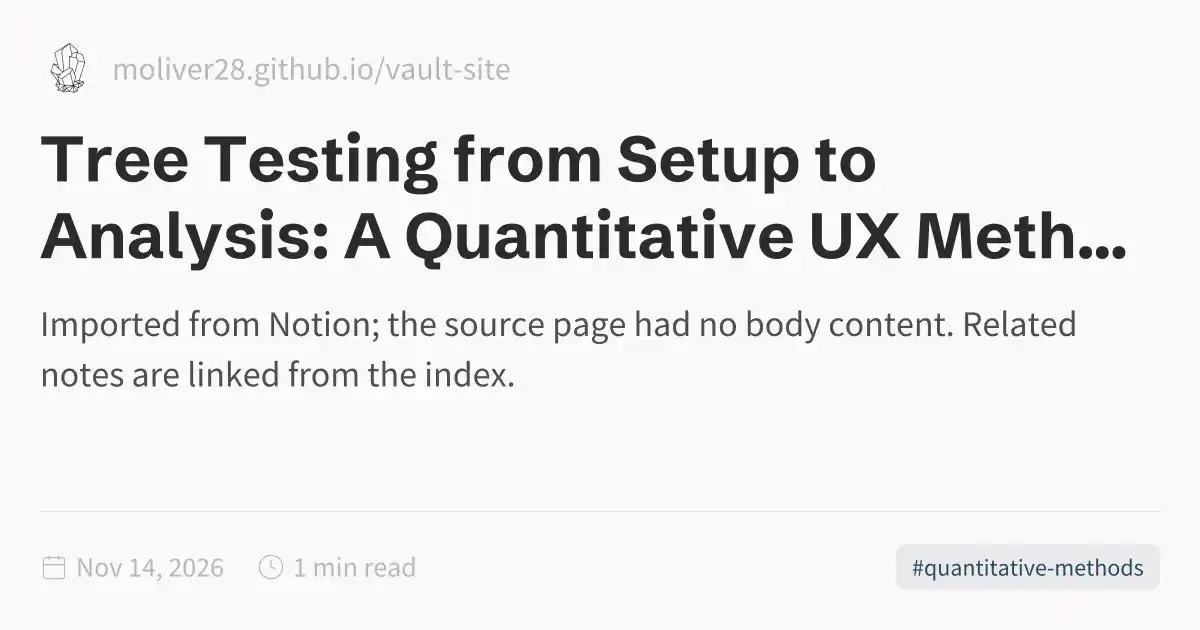 moliver28.github.io/vault-site
Tree Testing from Setup to
Analysis: A Quantitative UX Meth...
Imported from Notion; the source page had no body content. Related
notes are linked from the index.
Nov 14, 2026
1 min read
#quantitative-methods